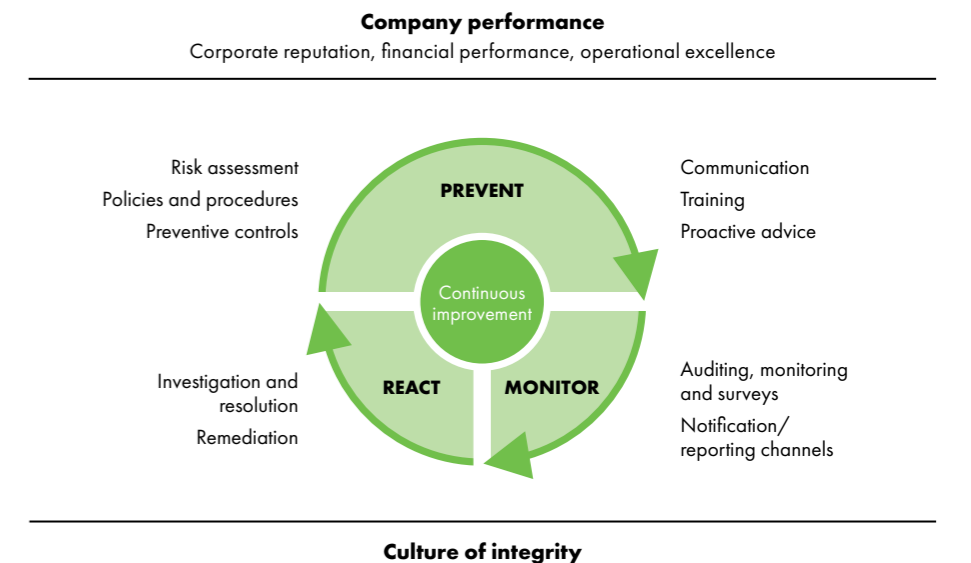 Company performance
Corporate reputation, financial performance, operational excellence
Risk assessment
Policies and procedures
Preventive controls
PREVENT
Communication
Training
Proactive advice
Continuous
improvement
Investigation and
resolution
Remediation
REACT
MONITOR
Auditing, monitoring
and surveys
Notification/
reporting channels
Culture of integrity